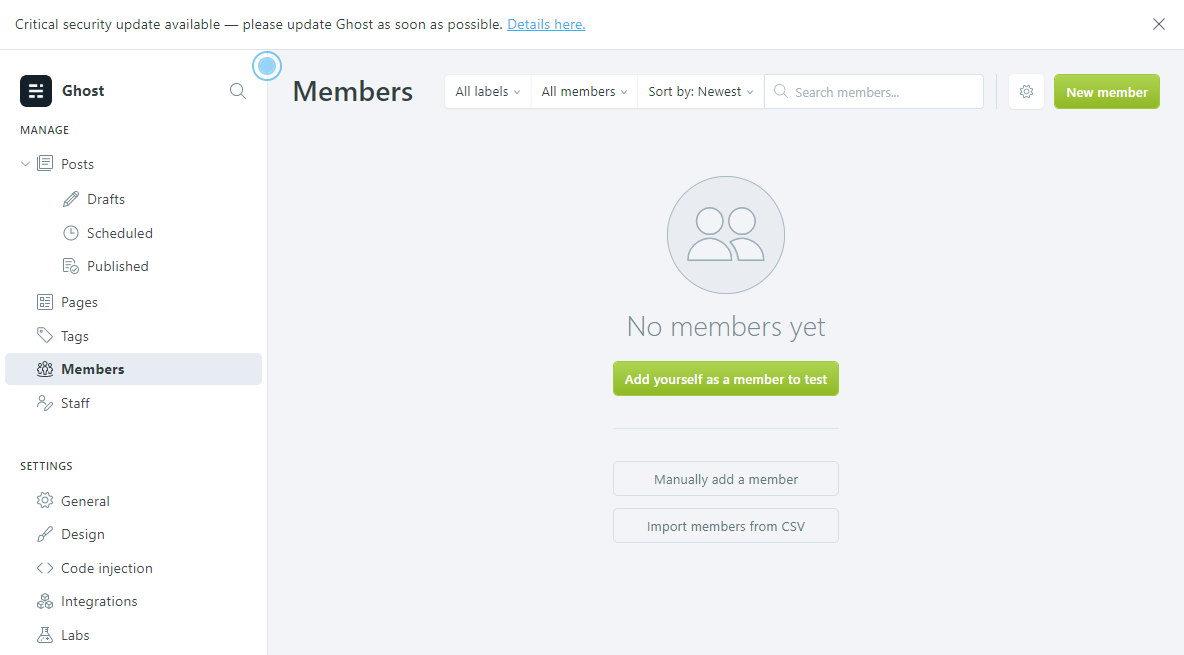 Critical security update available — please update Ghost as soon as possible. Details here.
Ghost
MANAGE
Posts
Drafts
Scheduled
Published
Pages
Tags
Members
Staff
SETTINGS
General
Design
Code injection
Integrations
Labs
Members
All labels
All members
Sort by: Newest
Search members...
New member
No members yet
Add yourself as a member to test
Manually add a member
Import members from CSV